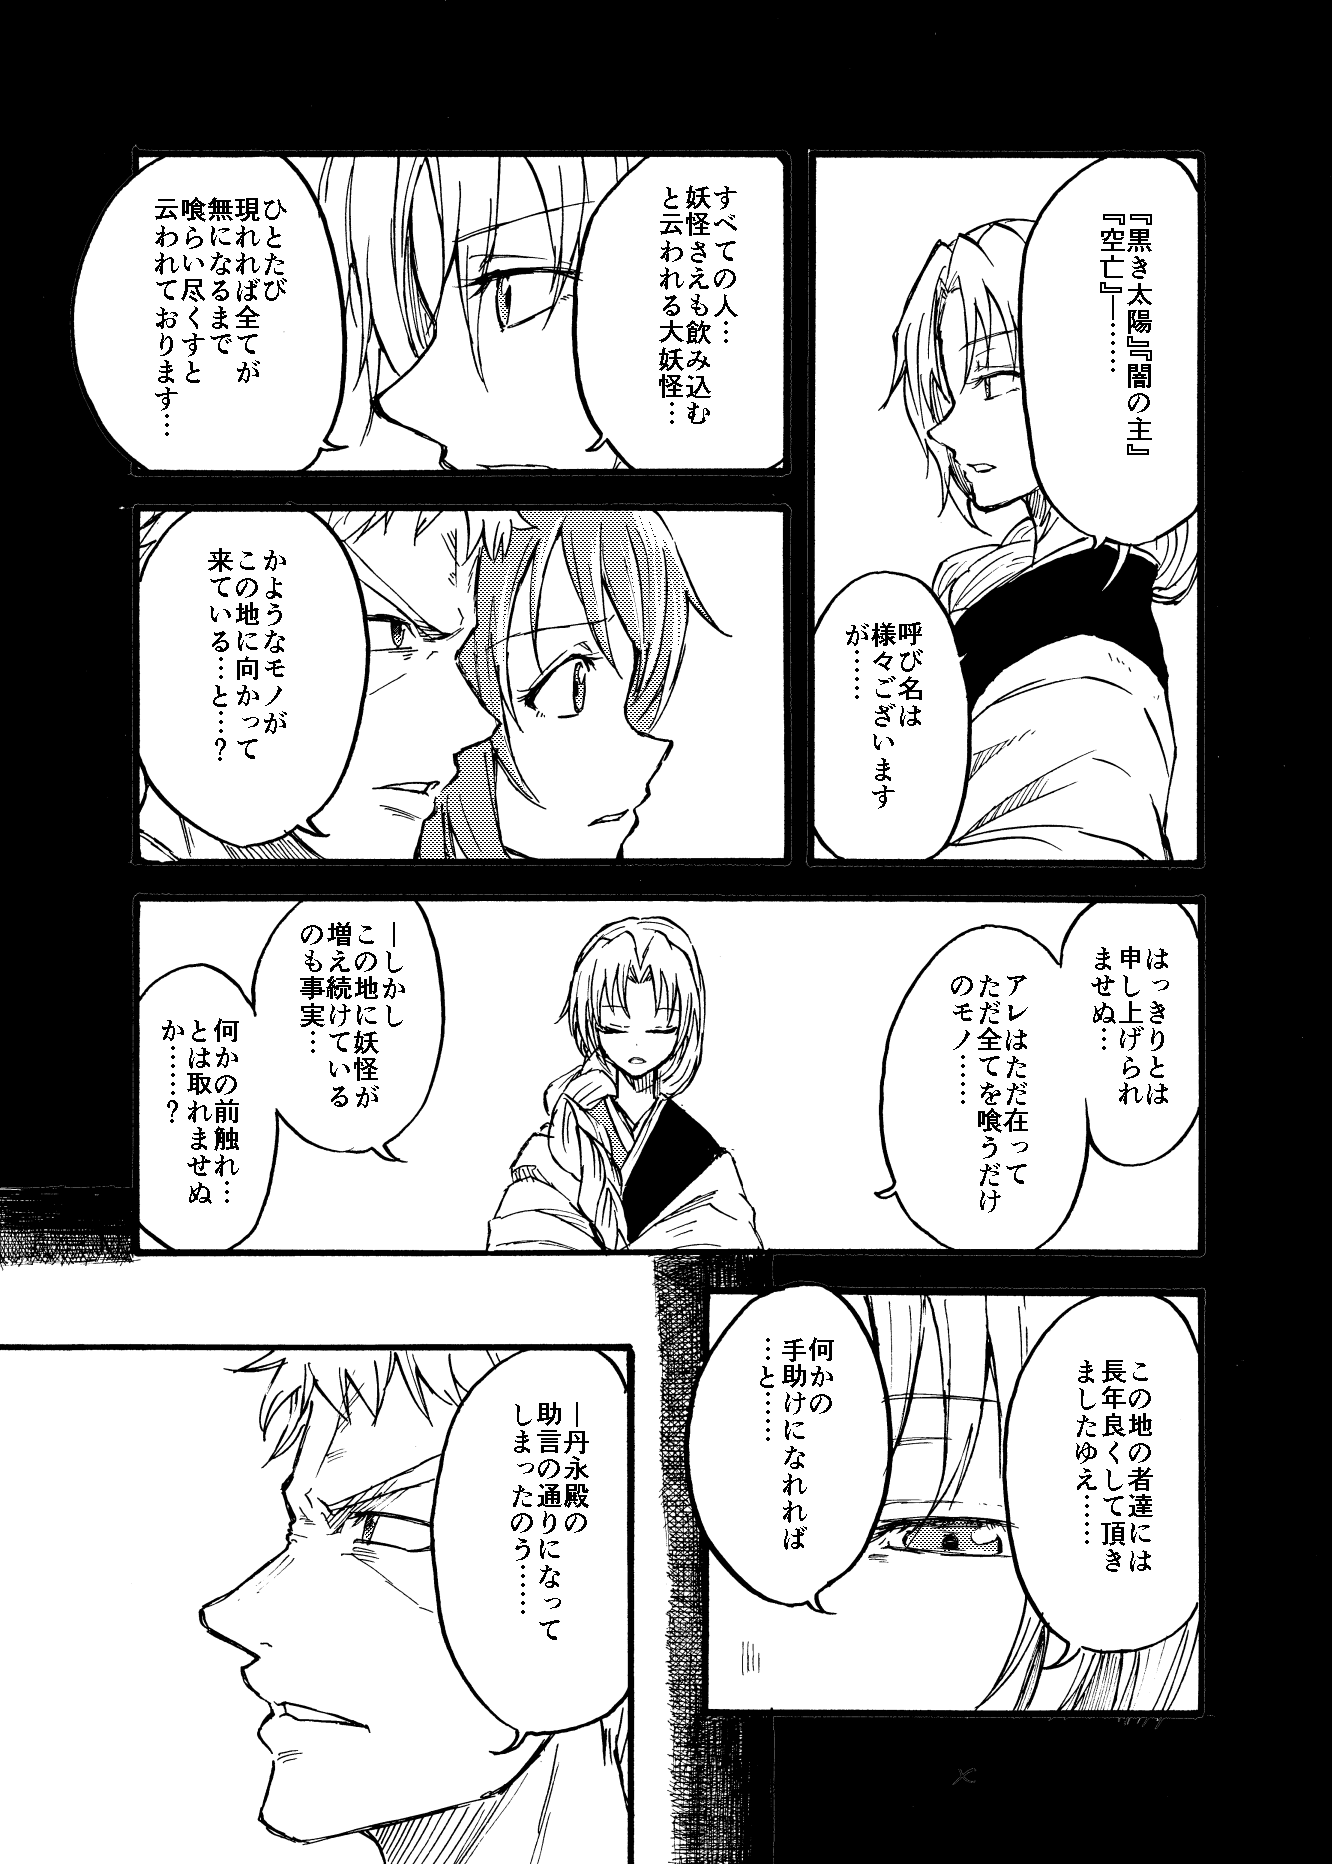 『黒き太陽』『闇の主』
『空亡』―……
呼び名は
様々ございます
が……
すべての人…
妖怪さえも飲み込む
と云われる大妖怪…
ひとたび
現れれば全てが
無になるまで
喰らい尽くすと
云われております…
かようなモノが
この地に向かって
来ている…と…?
はっきりとは
申し上げられ
ませぬ…
アレはただ在って
ただ全てを喰うだけ
のモノ……
―しかし
この地に妖怪が
増え続けている
のも事実…
何かの前触れ…
とは取れませぬ
か……?
この地の者達には
長年良くして頂き
ましたゆえ……
何かの
手助けになれれば
…と……
―丹永殿の
助言の通りになって
しまったのう……